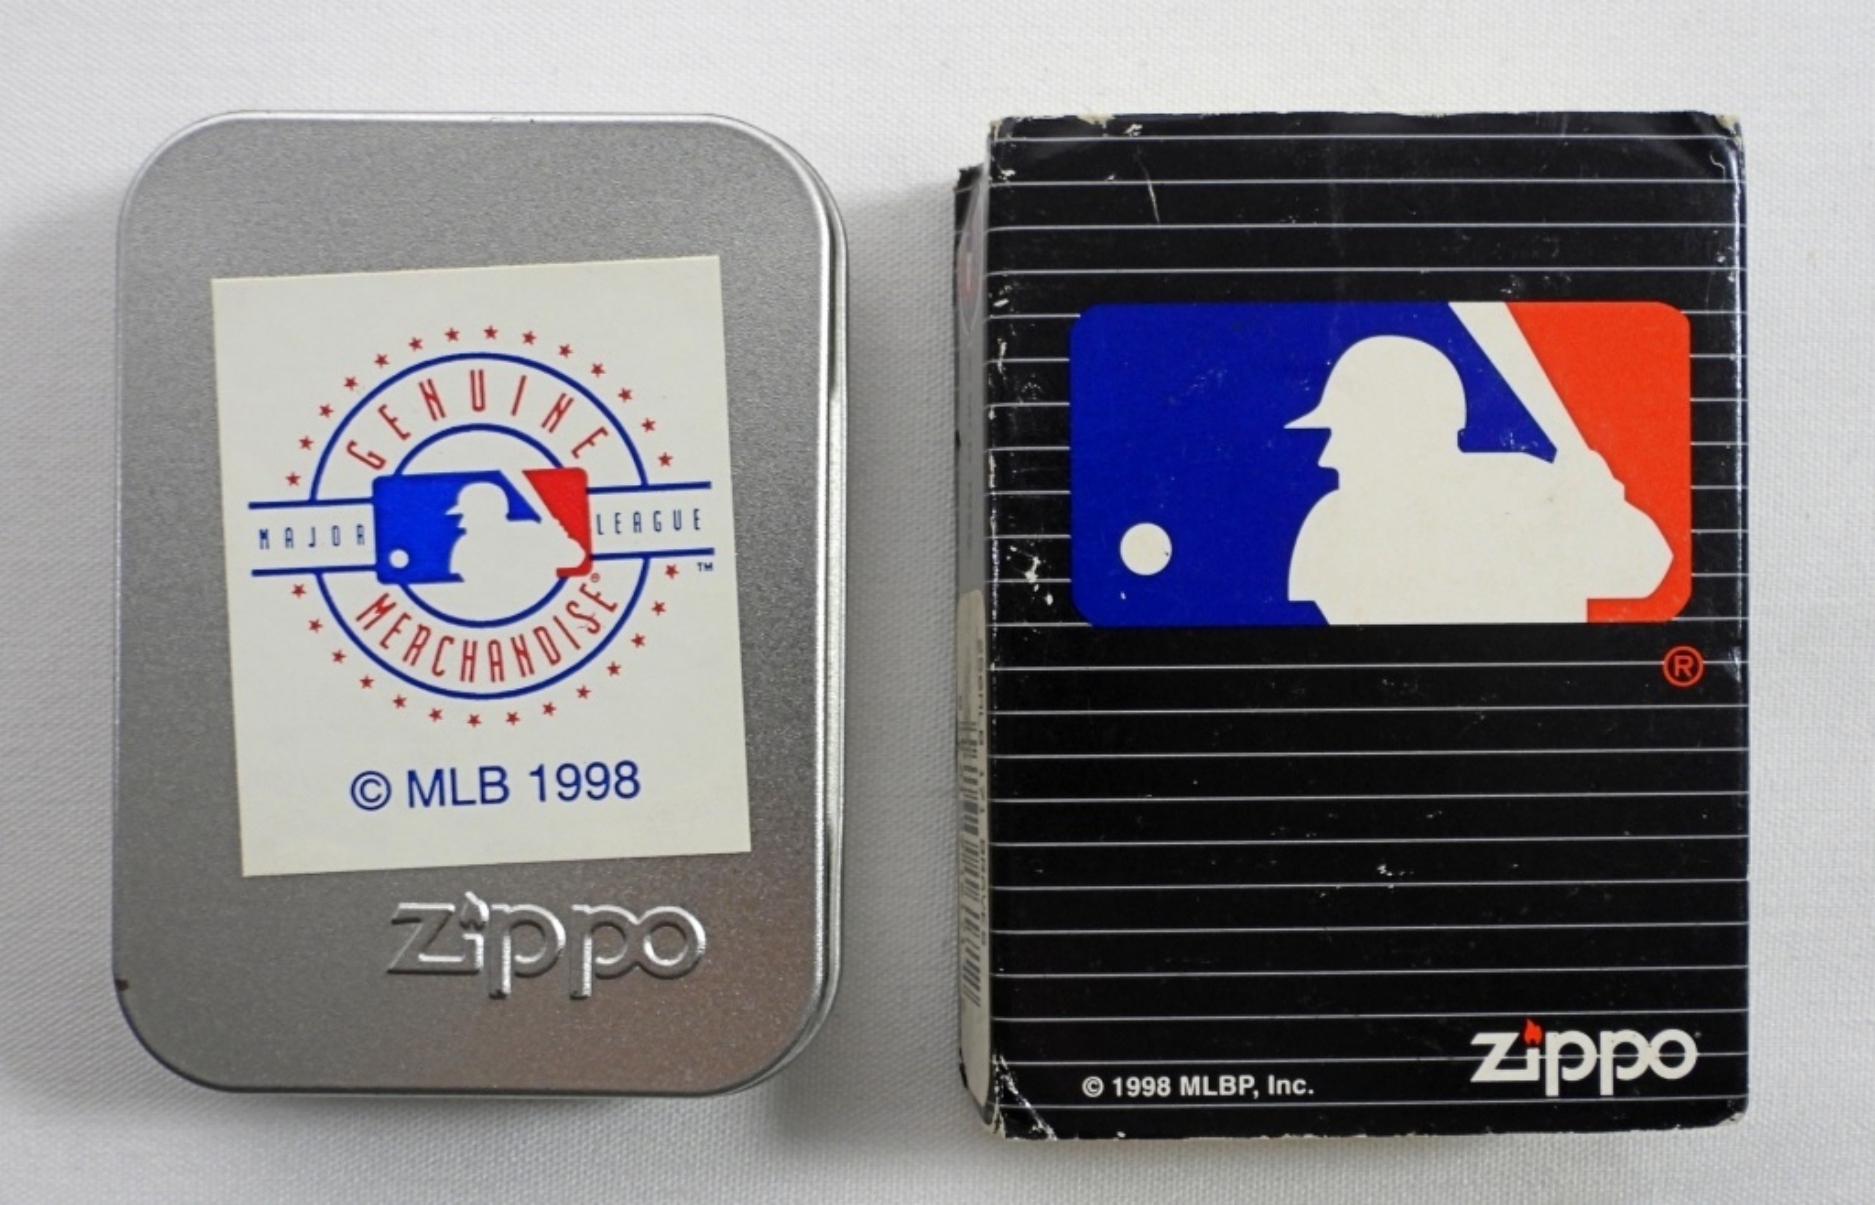 GENUINE
MAJOR LEAGUE
™
MERCHANDISE®
© MLB 1998
Zippo
®
Zippo
© 1998 MLBP, Inc.